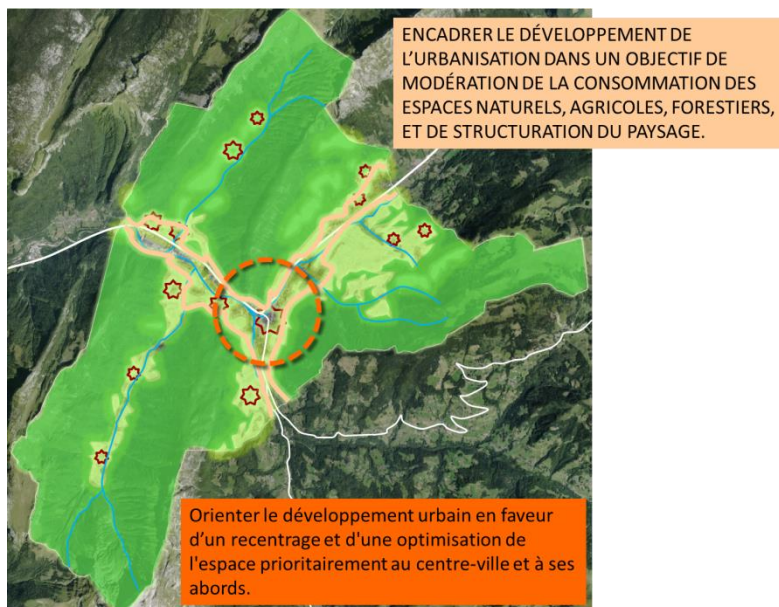 ENCADRER LE DÉVELOPPEMENT DE
L’URBANISATION DANS UN OBJECTIF DE
MODÉRATION DE LA CONSOMMATION DES
ESPACES NATURELS, AGRICOLES, FORESTIERS,
ET DE STRUCTURATION DU PAYSAGE.
Orienter le développement urbain en faveur
d’un recentrage et d'une optimisation de
l'espace prioritairement au centre-ville et à ses
abords.